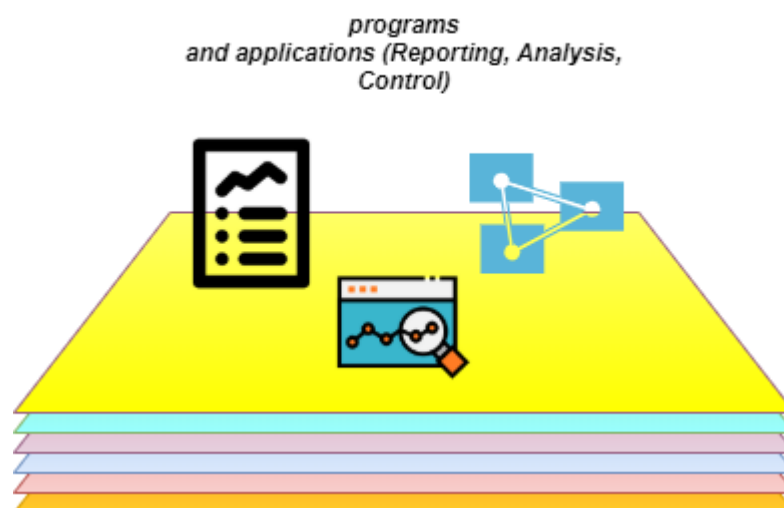 programs
and applications (Reporting, Analysis,
Control)